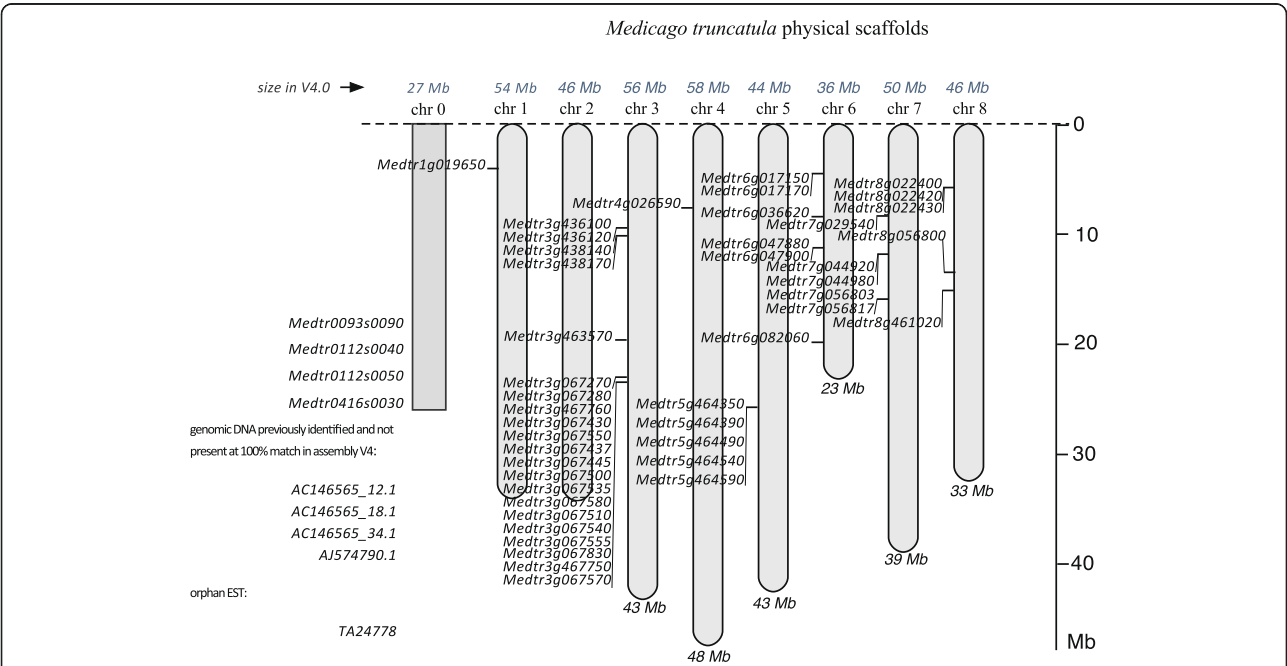 Medicago truncatula physical scaffolds
size in V4.0
27 Mb 54 Mb 46 Mb 56 Mb 58 Mb 44 Mb 36 Mb 50 Mb 46 Mb
chr 0 chr 1 chr 2 chr 3 chr 4 chr 5 chr 6 chr 7 chr 8
Medtr0093s0090
Medtr0112s0040
Medtr0112s0050
Medtr0416s0030
genomic DNA previously identified and not
present at 100% match in assembly V4:
AC146565_12.1
AC146565_18.1
AC146565_34.1
AJ574790.1
orphan EST:
TA24778
Medtr1g019650
Medtr3g436100
Medtr3g436120
Medtr3g438140
Medtr3g438170
Medtr3g463570
Medtr3g067270
Medtr3g067280
Medtr3g467760
Medtr3g067430
Medtr3g067550
Medtr3g067437
Medtr3g067445
Medtr3g067500
Medtr3g067535
Medtr3g067580
Medtr3g067510
Medtr3g067540
Medtr3g067555
Medtr3g067830
Medtr3g467750
Medtr3g067570
43 Mb
Medtr4g026590
48 Mb
Medtr5g464350
Medtr5g464390
Medtr5g464490
Medtr5g464540
Medtr5g464590
43 Mb
Medtr6g017150
Medtr6g017170
Medtr6g036620
Medtr6g047880
Medtr6g047900
Medtr6g082060
23 Mb
Medtr7g029540
Medtr7g044920
Medtr7g044980
Medtr7g056803
Medtr7g056817
39 Mb
Medtr8g022400
Medtr8g022420
Medtr8g022430
Medtr8g056800
Medtr8g461020
33 Mb
0
10
20
30
40
Mb